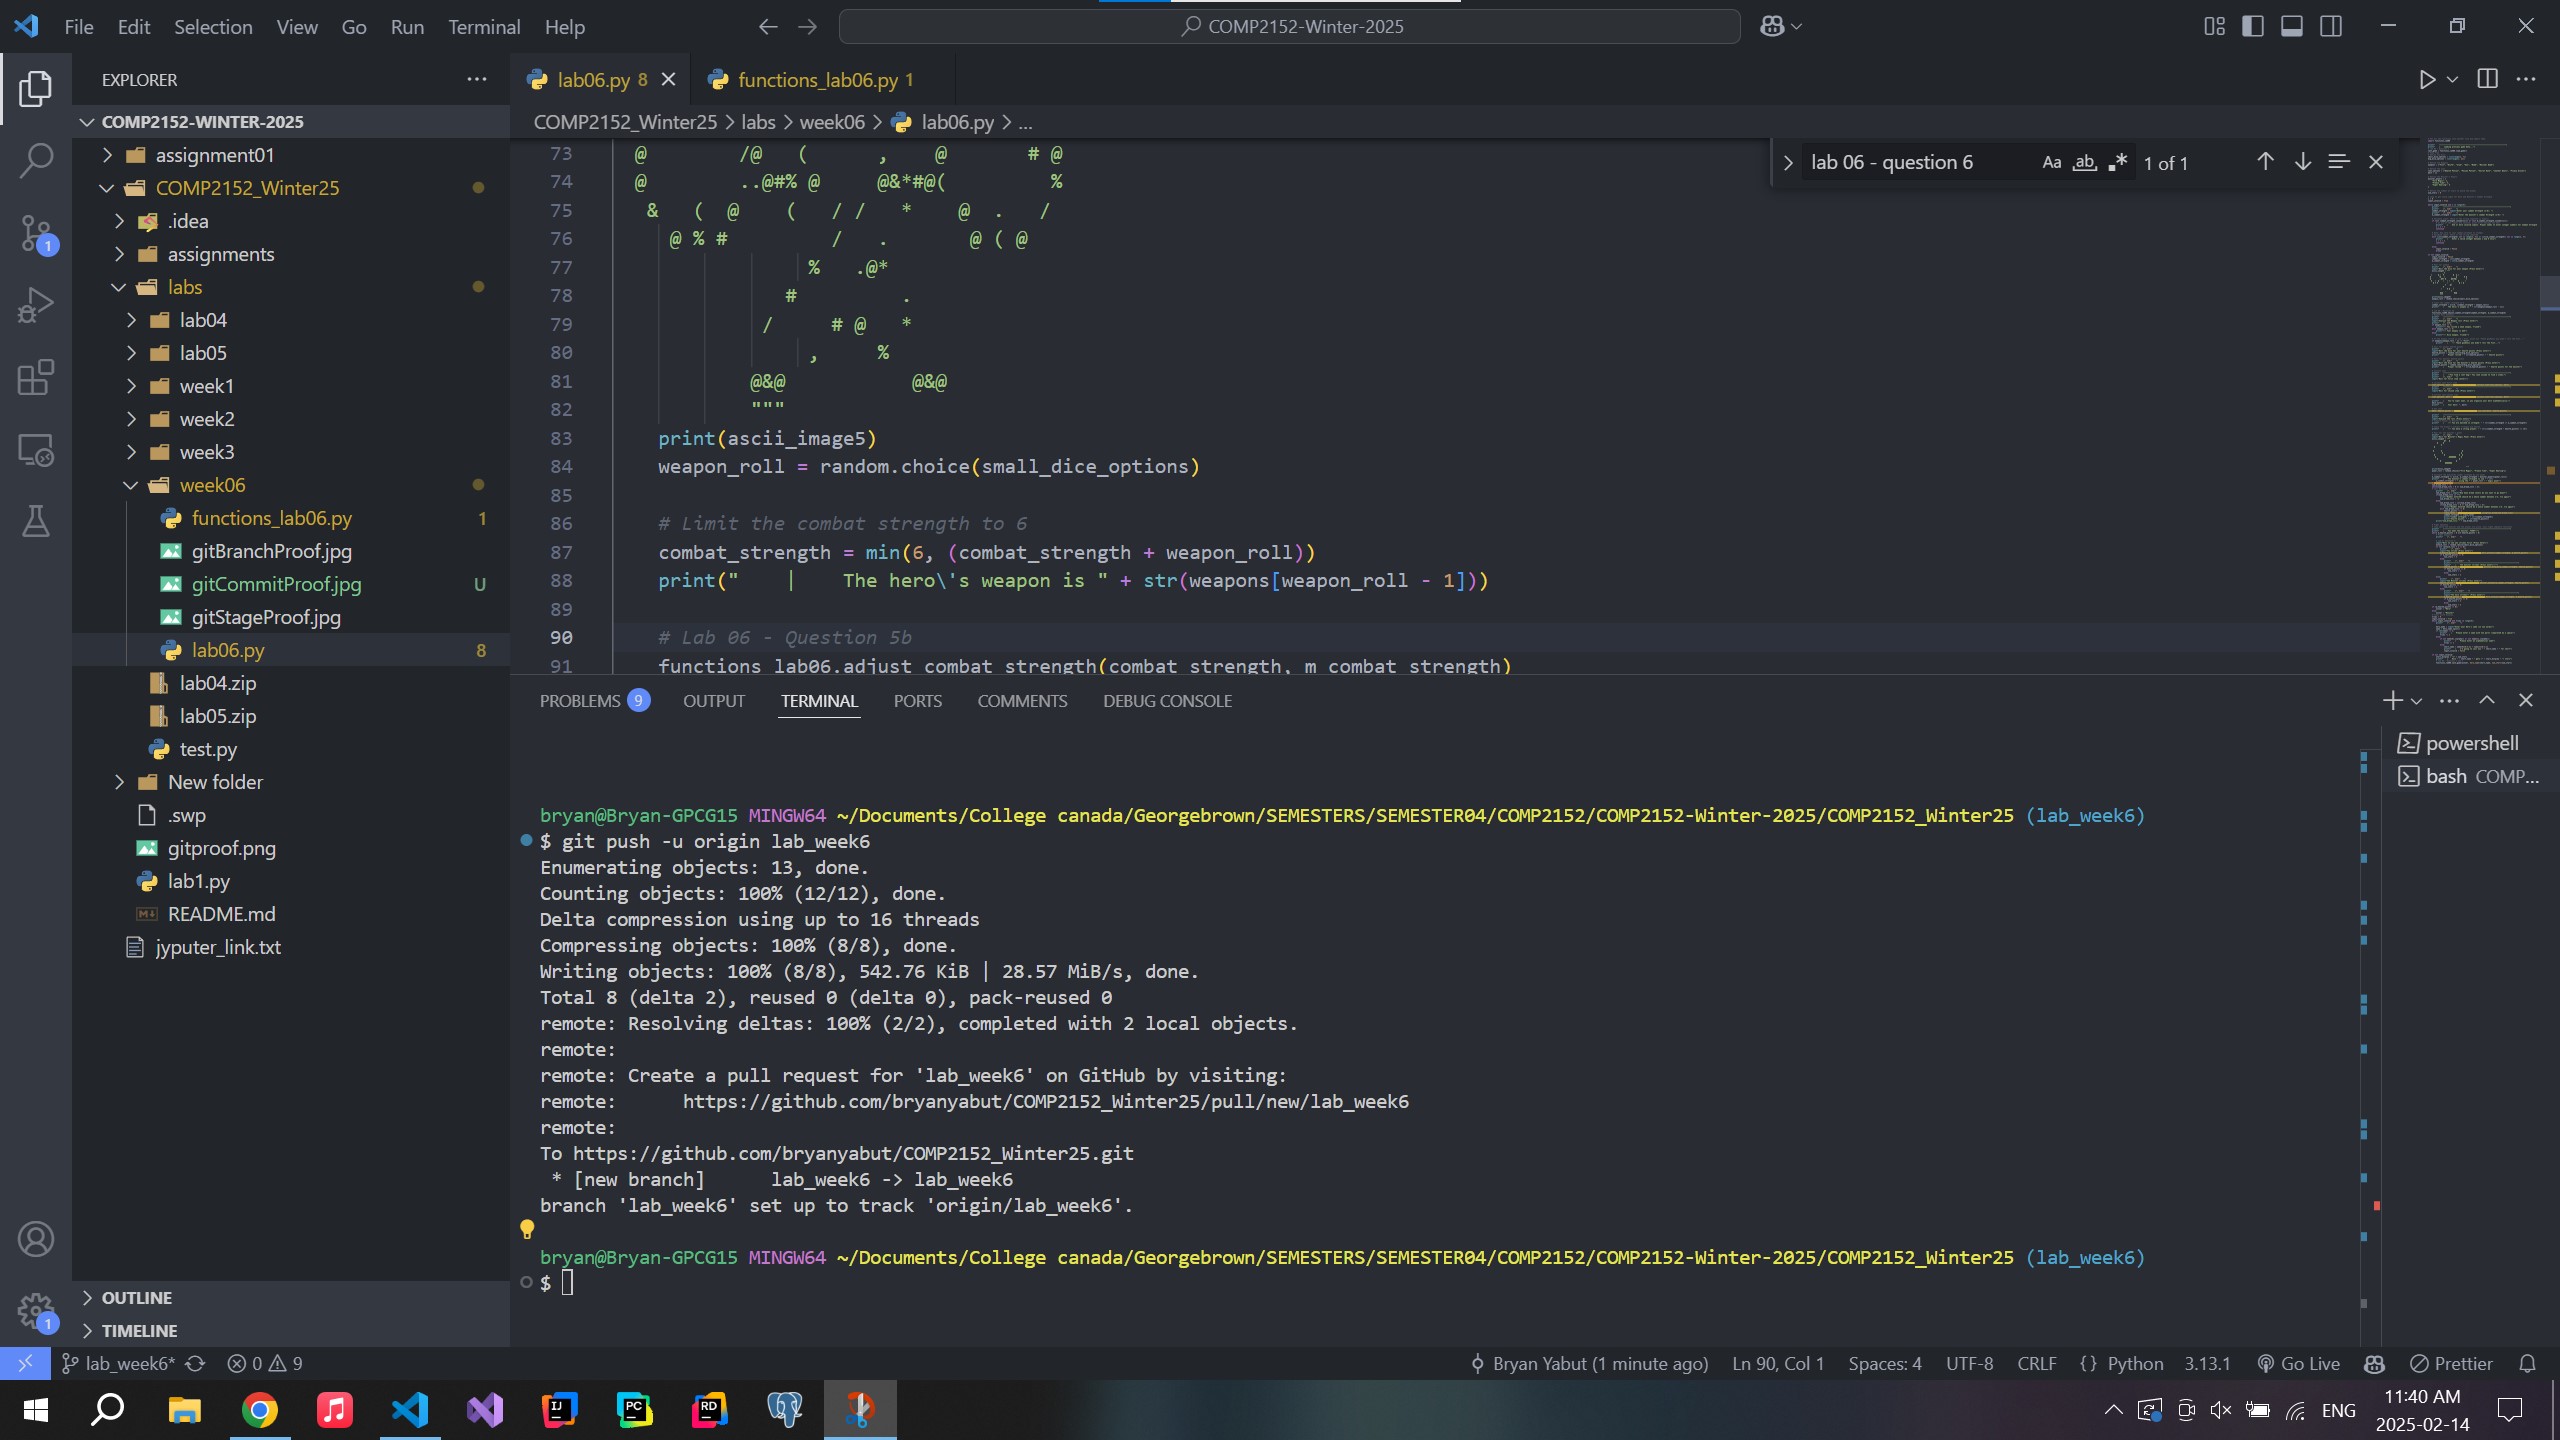 File Edit Selection View Go Run Terminal Help
COMP2152-Winter-2025
EXPLORER
COMP2152-WINTER-2025
assignment01
COMP2152_Winter25
.idea
assignments
labs
lab04
lab05
week1
week2
week3
week06
functions_lab06.py 1
gitBranchProof.jpg
gitCommitProof.jpg U
gitStageProof.jpg
lab06.py 8
lab04.zip
lab05.zip
test.py
New folder
.swp
gitproof.png
lab1.py
README.md
jyputer_link.txt
OUTLINE
TIMELINE
lab06.py 8
functions_lab06.py 1
COMP2152_Winter25 > labs > week06 > lab06.py > ...
lab 06 - question 6 Aa ab .* 1 of 1
73 @ /@ ( , @ # @
74 @ ..@#% @ @&*#@( %
75 & ( @ ( / / * @ . /
76 @ % # / . @ ( @
77 % .@*
78 # .
79 / # @ *
80 , %
81 @&@ @&@
82 """
83 print(ascii_image5)
84 weapon_roll = random.choice(small_dice_options)
85
86 # Limit the combat strength to 6
87 combat_strength = min(6, (combat_strength + weapon_roll))
88 print("    |    The hero\'s weapon is " + str(weapons[weapon_roll - 1]))
89
90 # Lab 06 - Question 5b
91 functions_lab06.adjust_combat_strength(combat_strength, m_combat_strength)
PROBLEMS 9 OUTPUT TERMINAL PORTS COMMENTS DEBUG CONSOLE
powershell
bash COMP...
bryan@Bryan-GPCG15 MINGW64 ~/Documents/College canada/Georgebrown/SEMESTERS/SEMESTER04/COMP2152/COMP2152-Winter-2025/COMP2152_Winter25 (lab_week6)
$ git push -u origin lab_week6
Enumerating objects: 13, done.
Counting objects: 100% (12/12), done.
Delta compression using up to 16 threads
Compressing objects: 100% (8/8), done.
Writing objects: 100% (8/8), 542.76 KiB | 28.57 MiB/s, done.
Total 8 (delta 2), reused 0 (delta 0), pack-reused 0
remote: Resolving deltas: 100% (2/2), completed with 2 local objects.
remote:
remote: Create a pull request for 'lab_week6' on GitHub by visiting:
remote:      https://github.com/bryanyabut/COMP2152_Winter25/pull/new/lab_week6
remote:
To https://github.com/bryanyabut/COMP2152_Winter25.git
 * [new branch]      lab_week6 -> lab_week6
branch 'lab_week6' set up to track 'origin/lab_week6'.
bryan@Bryan-GPCG15 MINGW64 ~/Documents/College canada/Georgebrown/SEMESTERS/SEMESTER04/COMP2152/COMP2152-Winter-2025/COMP2152_Winter25 (lab_week6)
$
lab_week6* 0 9 Bryan Yabut (1 minute ago) Ln 90, Col 1 Spaces: 4 UTF-8 CRLF {} Python 3.13.1 Go Live Prettier
ENG 11:40 AM
2025-02-14